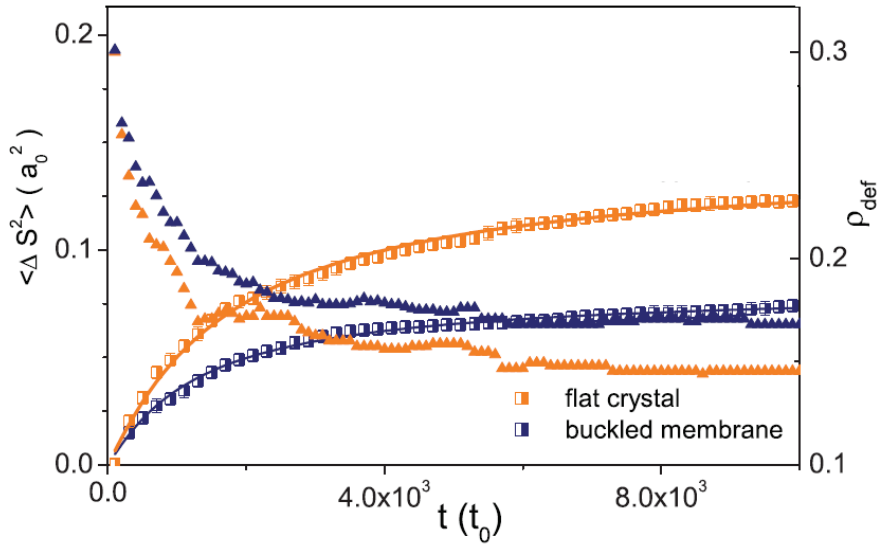 0.2
0.3
<Δ S²> ( a₀² )
0.1
0.2
ρdef
flat crystal
buckled membrane
0.0
0.1
0.0
4.0x10³
8.0x10³
t (t₀)